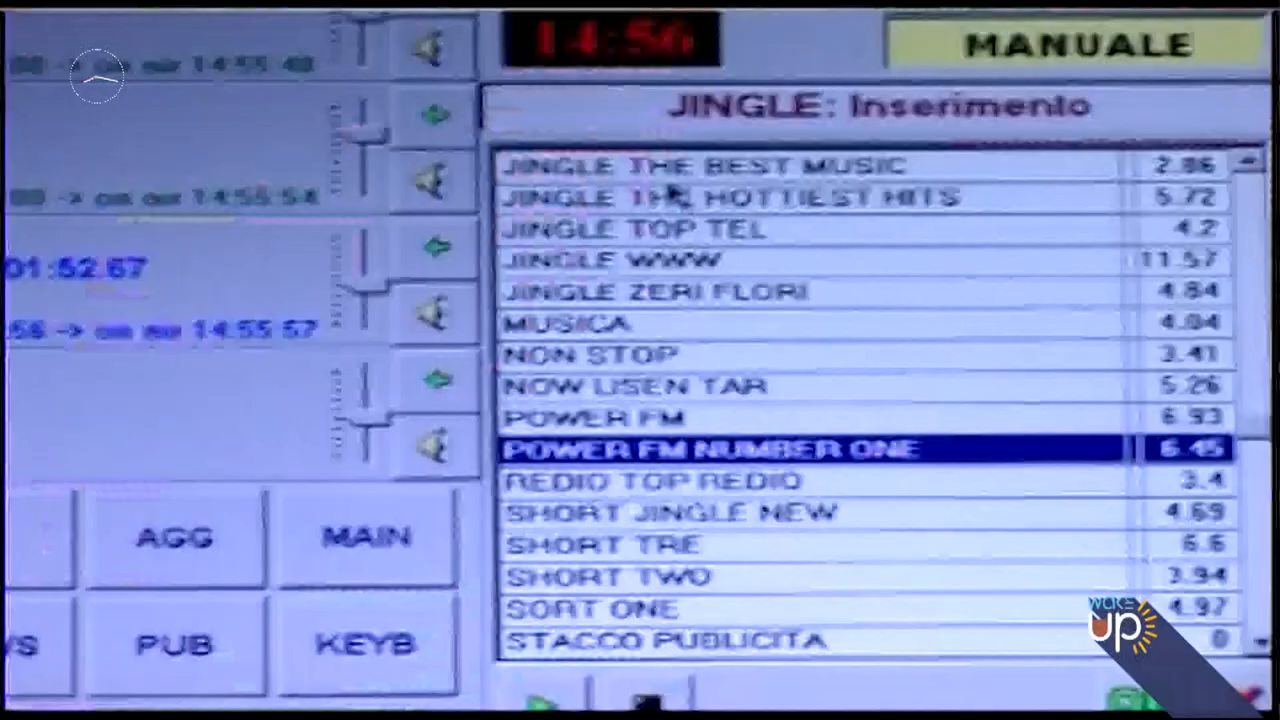 14:56
MANUALE
00 -> on air 14:55 48
JINGLE: Inserimento
JINGLE THE BEST MUSIC 2.86
JINGLE THE HOTTIEST HITS 5.72
00 -> on air 14:55 54
JINGLE TOP TEL 4.2
JINGLE WWW 11.57
01:52.67
JINGLE ZERI FLORI 4.84
MUSICA 4.04
56 -> on air 14:55 57
NON STOP 3.41
NOW LISEN TAR 5.26
POWER FM 6.93
POWER FM NUMBER ONE 6.45
REDIO TOP REDIO 3.4
SHORT JINGLE NEW 4.69
AGG
MAIN
SHORT TRE 6.6
SHORT TWO 3.94
SORT ONE 4.97
STACCO PUBLICITA 0
PUB
KEYB
WAKE
UP